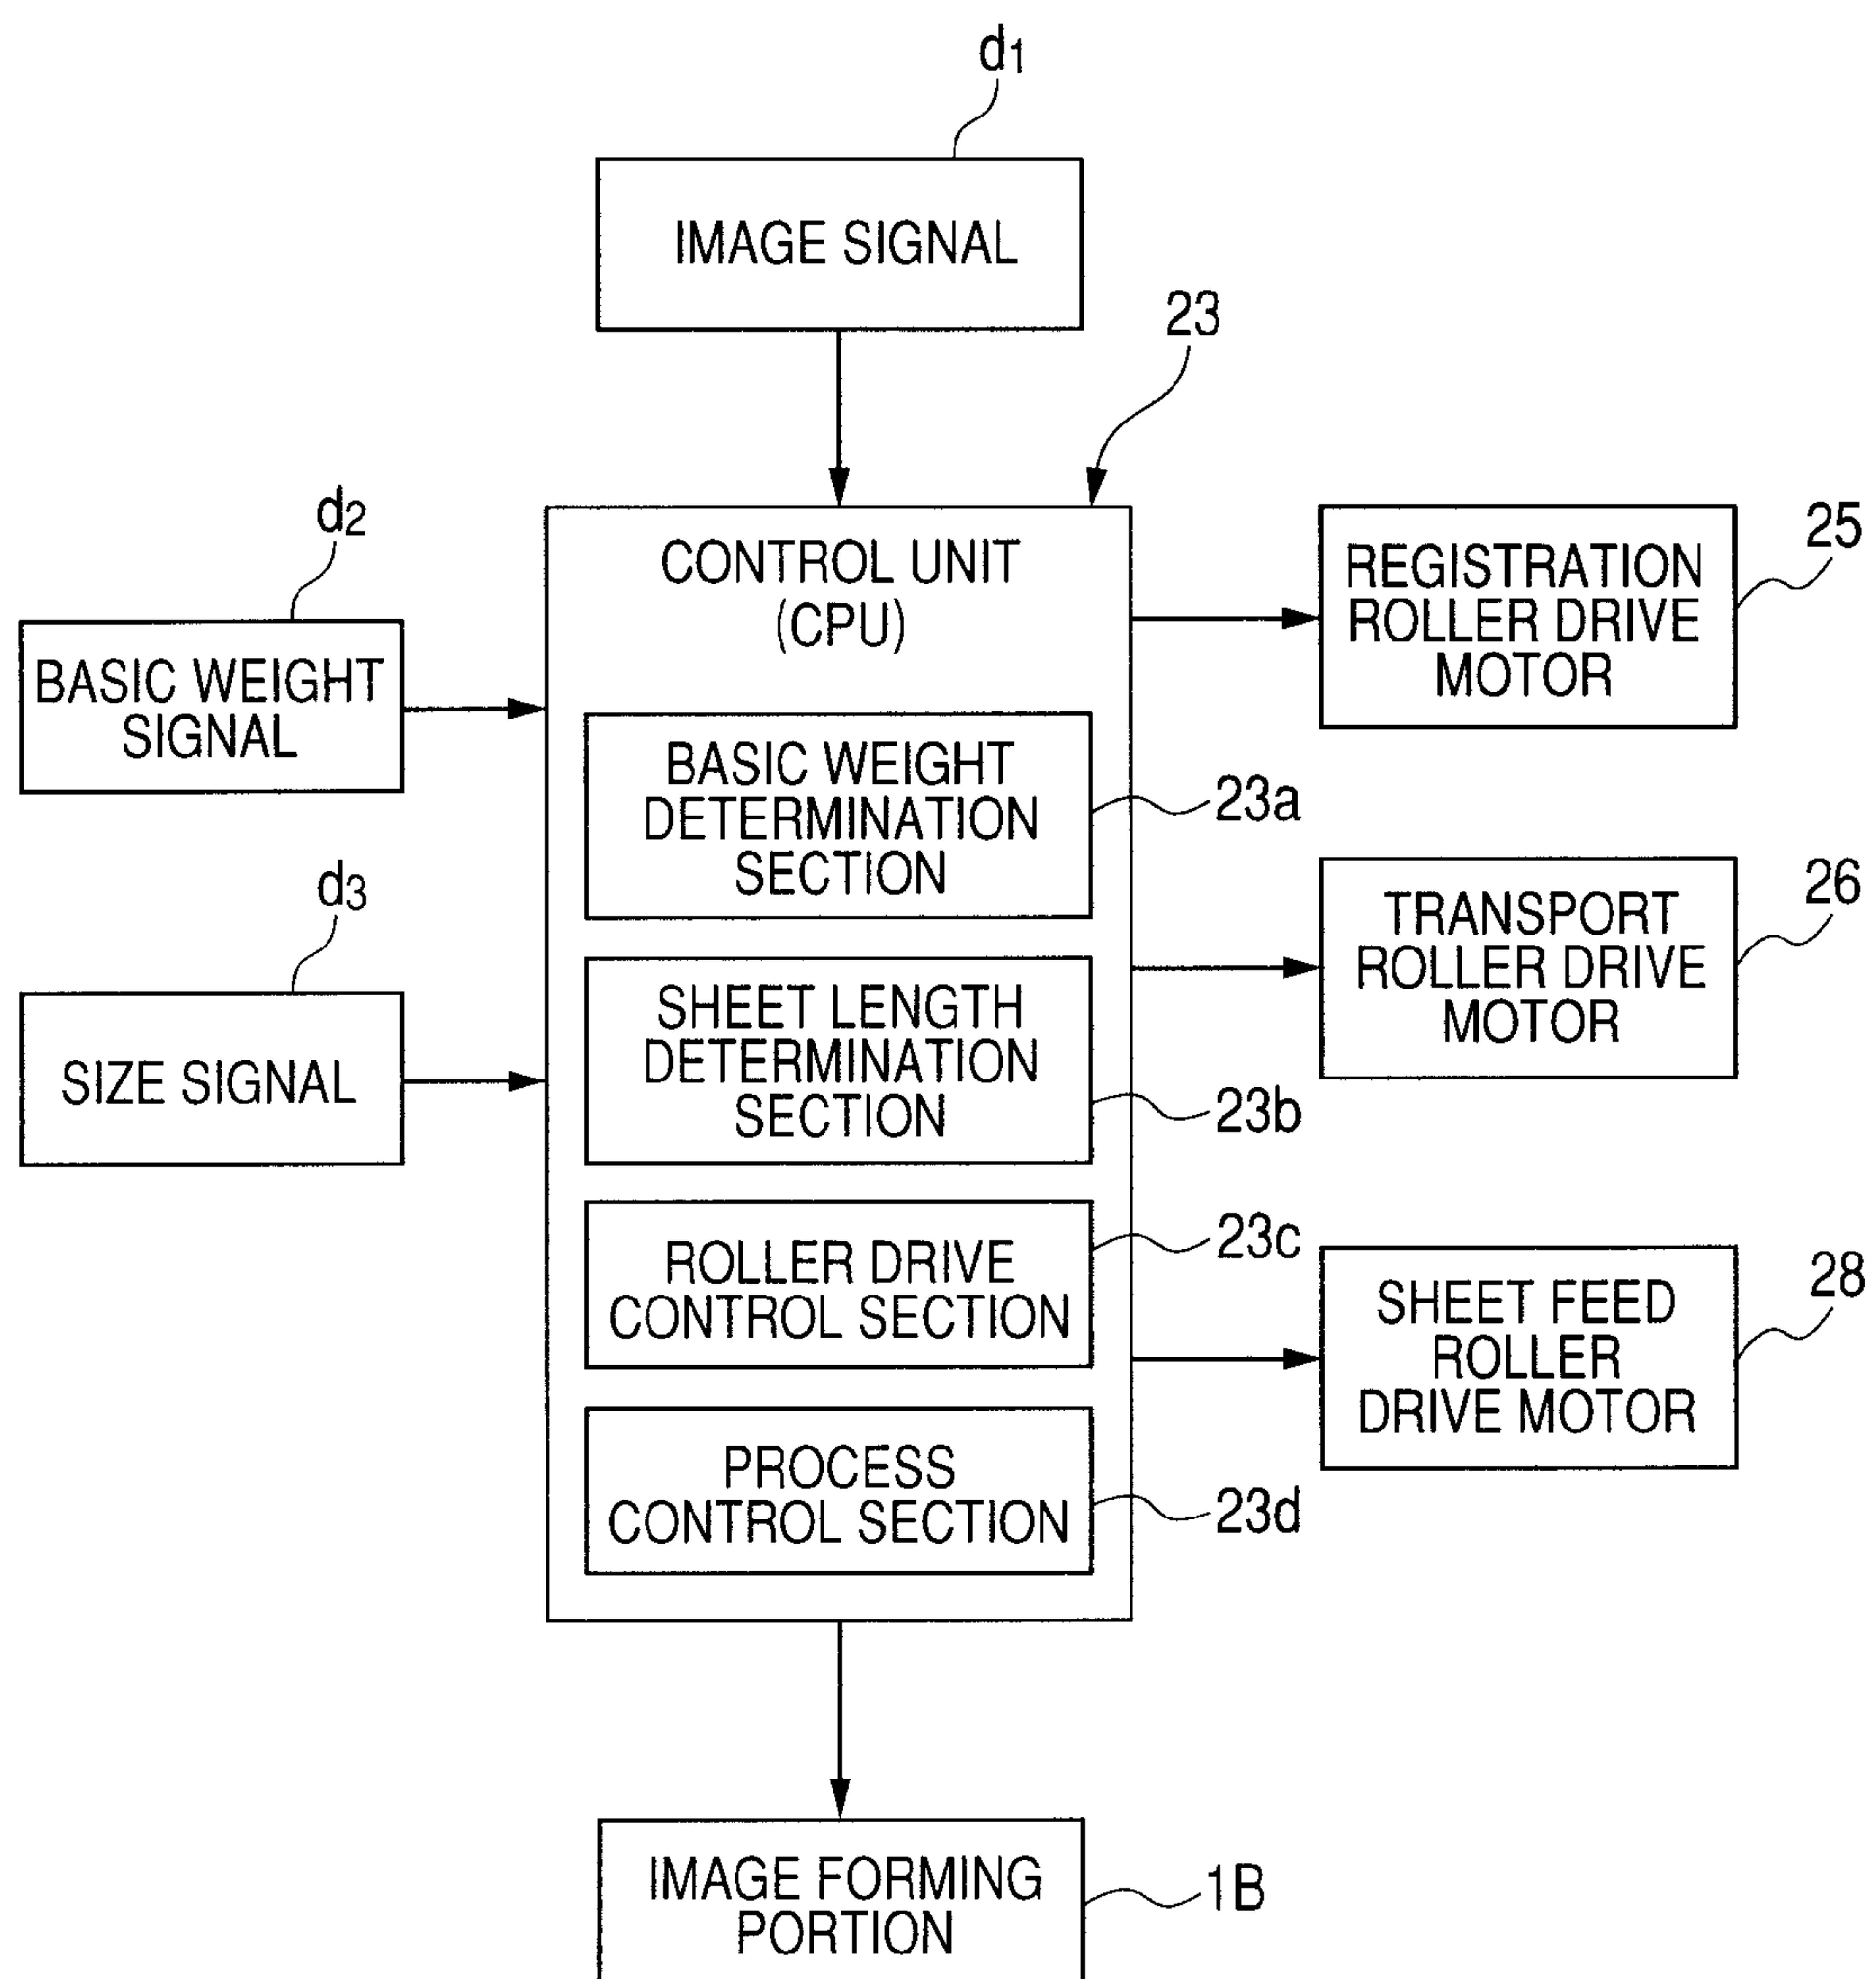 d1
IMAGE SIGNAL
23
d2
BASIC WEIGHT
SIGNAL
d3
SIZE SIGNAL
CONTROL UNIT
(CPU)
BASIC WEIGHT
DETERMINATION
SECTION
23a
SHEET LENGTH
DETERMINATION
SECTION
23b
ROLLER DRIVE
CONTROL SECTION
23c
PROCESS
CONTROL SECTION
23d
25
REGISTRATION
ROLLER DRIVE
MOTOR
26
TRANSPORT
ROLLER DRIVE
MOTOR
28
SHEET FEED
ROLLER
DRIVE MOTOR
IMAGE FORMING
PORTION
1B